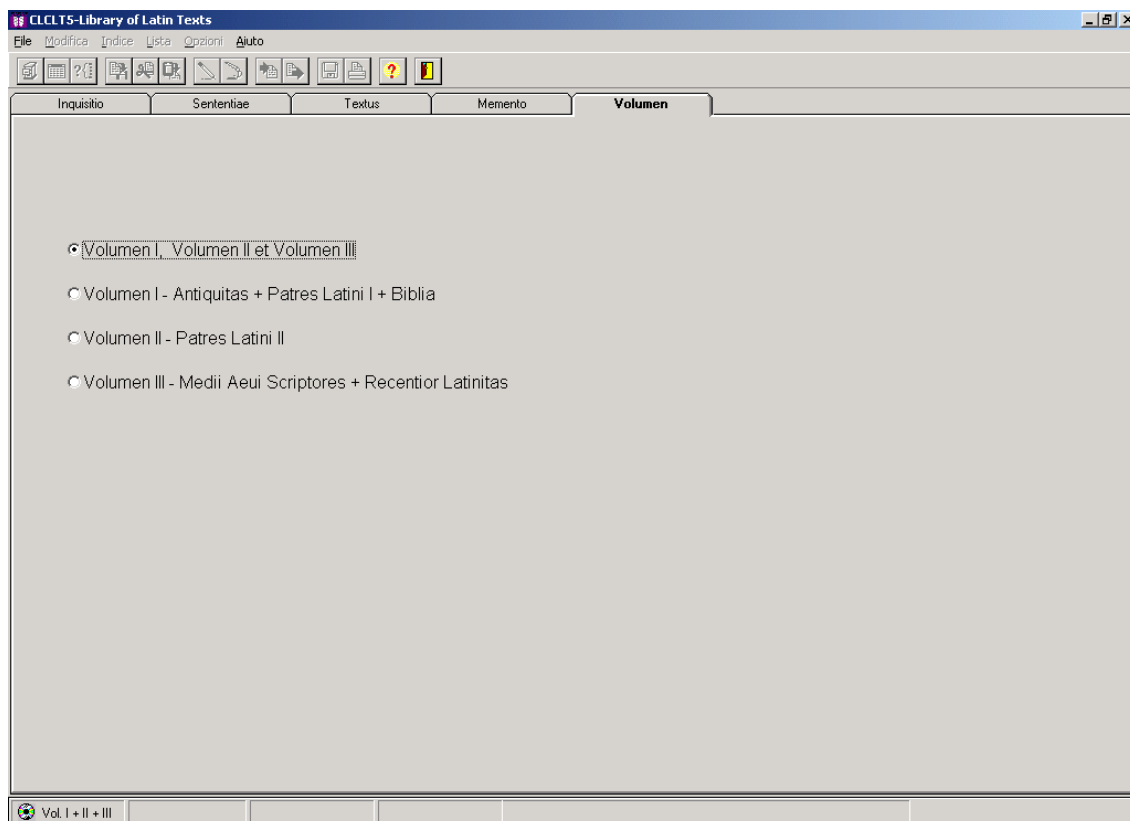 CLCLT5-Library of Latin Texts
File Modifica Indice Lista Opzioni Aiuto
Inquisitio Sententiae Textus Memento Volumen
Volumen I, Volumen II et Volumen III
Volumen I - Antiquitas + Patres Latini I + Biblia
Volumen II - Patres Latini II
Volumen III - Medii Aeui Scriptores + Recentior Latinitas
Vol. I + II + III